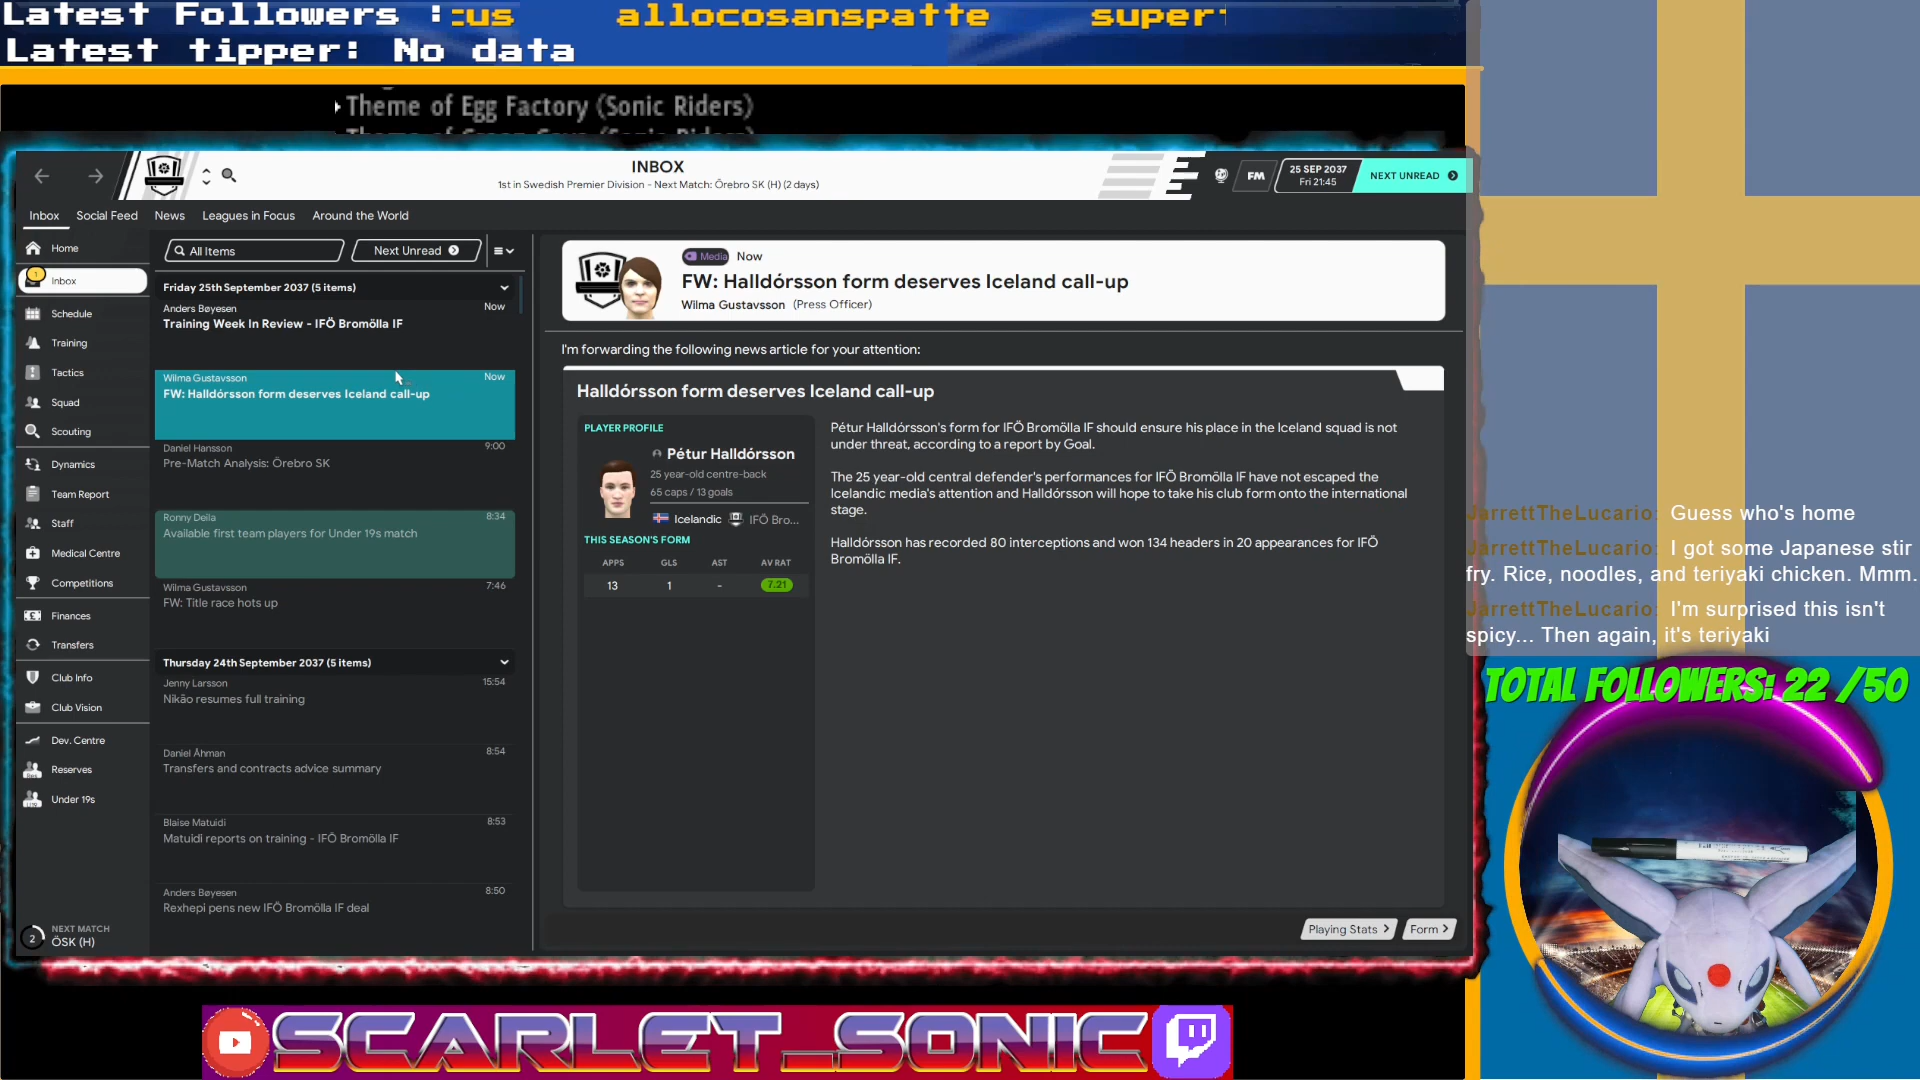 Latest Followers :
cus allocosanspatte super
Latest tipper: No data
Theme of Egg Factory (Sonic Riders)
INBOX
1st in Swedish Premier Division - Next Match: Örebro SK (H) (2 days)
FM
25 SEP 2037
Fri 21:45
NEXT UNREAD
Inbox
Social Feed
News
Leagues in Focus
Around the World
Home
1
Inbox
Schedule
Training
Tactics
Squad
Scouting
Dynamics
Team Report
Staff
Medical Centre
Competitions
Finances
Transfers
Club Info
Club Vision
Dev. Centre
Reserves
Under 19s
2
NEXT MATCH
ÖSK (H)
All Items
Next Unread
Friday 25th September 2037 (5 items)
Anders Bøyesen Now
Training Week In Review - IFÖ Bromölla IF
Wilma Gustavsson Now
FW: Halldórsson form deserves Iceland call-up
Daniel Hansson 9:00
Pre-Match Analysis: Örebro SK
Ronny Deila 8:34
Available first team players for Under 19s match
Wilma Gustavsson 7:46
FW: Title race hots up
Thursday 24th September 2037 (5 items)
Jenny Larsson 15:54
Nikão resumes full training
Daniel Åhman 8:54
Transfers and contracts advice summary
Blaise Matuidi 8:53
Matuidi reports on training - IFÖ Bromölla IF
Anders Bøyesen 8:50
Rexhepi pens new IFÖ Bromölla IF deal
Media Now
FW: Halldórsson form deserves Iceland call-up
Wilma Gustavsson (Press Officer)
I'm forwarding the following news article for your attention:
Halldórsson form deserves Iceland call-up
PLAYER PROFILE
Pétur Halldórsson
25 year-old centre-back
65 caps / 13 goals
Icelandic IFÖ Bro...
THIS SEASON'S FORM
APPS GLS AST AV RAT
13 1 - 7.21
Pétur Halldórsson's form for IFÖ Bromölla IF should ensure his place in the Iceland squad is not
under threat, according to a report by Goal.
The 25 year-old central defender's performances for IFÖ Bromölla IF have not escaped the
Icelandic media's attention and Halldórsson will hope to take his club form onto the international
stage.
Halldórsson has recorded 80 interceptions and won 134 headers in 20 appearances for IFÖ
Bromölla IF.
Playing Stats
Form
JarrettTheLucario: Guess who's home
JarrettTheLucario: I got some Japanese stir
fry. Rice, noodles, and teriyaki chicken. Mmm.
JarrettTheLucario: I'm surprised this isn't
spicy... Then again, it's teriyaki
TOTAL FOLLOWERS: 22 /50
SCARLET_SONIC